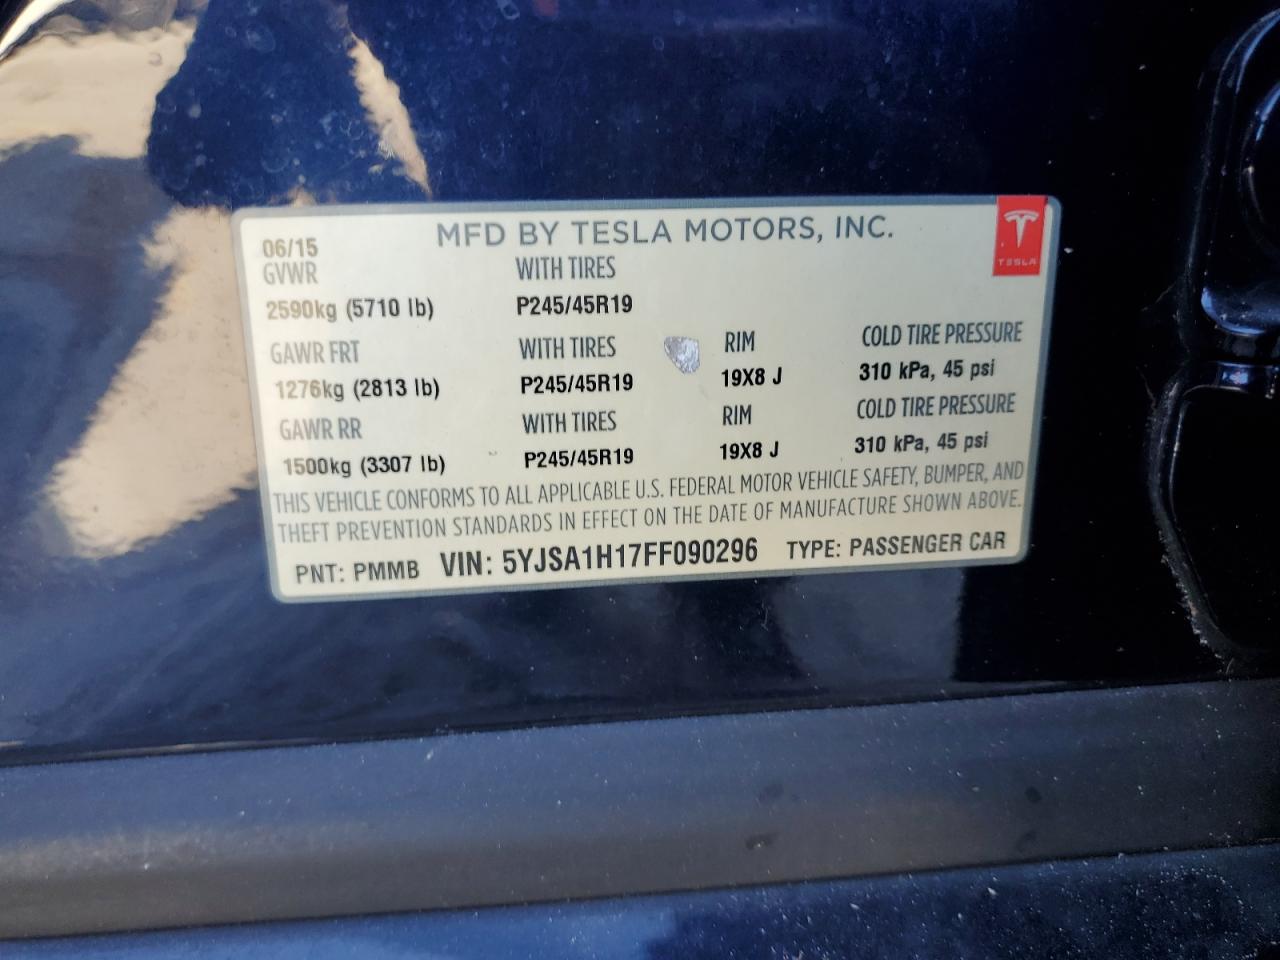 MFD BY TESLA MOTORS, INC.
TESLA
06/15
GVWR WITH TIRES
2590kg (5710 lb) P245/45R19
GAWR FRT WITH TIRES RIM COLD TIRE PRESSURE
1276kg (2813 lb) P245/45R19 19X8 J 310 kPa, 45 psi
GAWR RR WITH TIRES RIM COLD TIRE PRESSURE
1500kg (3307 lb) P245/45R19 19X8 J 310 kPa, 45 psi
THIS VEHICLE CONFORMS TO ALL APPLICABLE U.S. FEDERAL MOTOR VEHICLE SAFETY, BUMPER, AND
THEFT PREVENTION STANDARDS IN EFFECT ON THE DATE OF MANUFACTURE SHOWN ABOVE.
PNT: PMMB VIN: 5YJSA1H17FF090296 TYPE: PASSENGER CAR